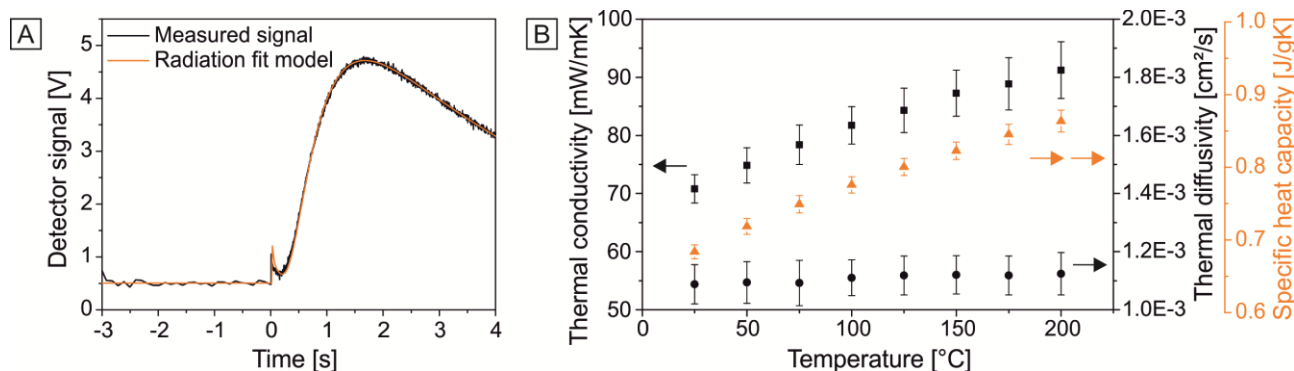 A
Measured signal
Radiation fit model
Detector signal [V]
5
4
3
2
1
0
-3 -2 -1 0 1 2 3 4
Time [s]
B
Thermal conductivity [mW/mK]
100
90
80
70
60
50
0 50 100 150 200
Temperature [°C]
2.0E-3
1.8E-3
1.6E-3
1.4E-3
1.2E-3
1.0E-3
Thermal diffusivity [cm²/s]
1.0
0.9
0.8
0.7
0.6
Specific heat capacity [J/gK]